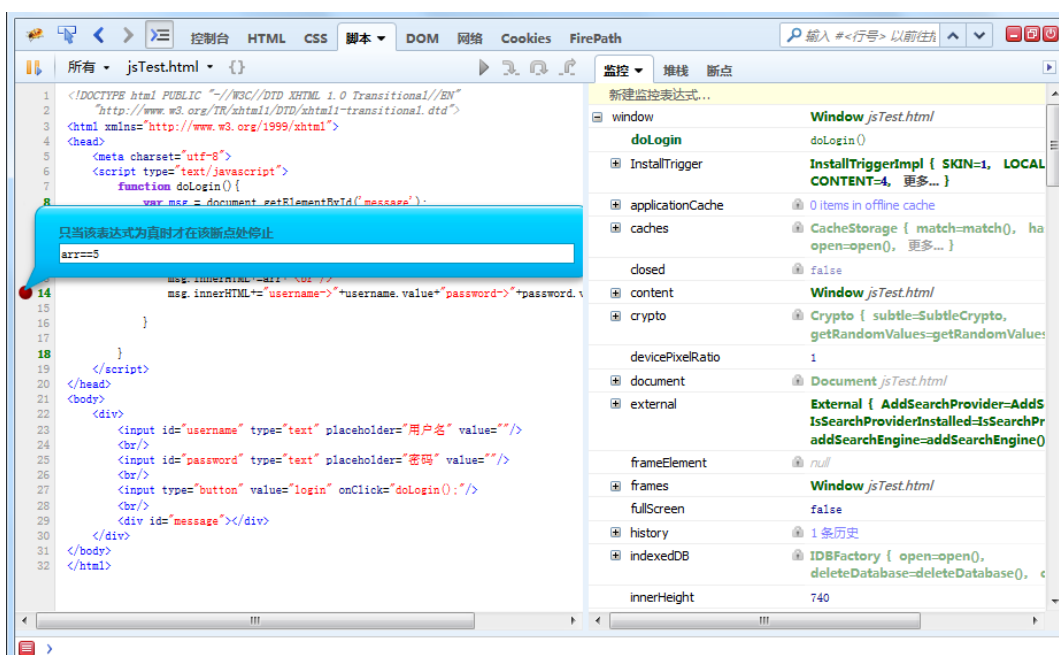 控制台 HTML CSS 脚本 DOM 网络 Cookies FirePath 输入 #<行号> 以前往
所有 jsTest.html {} 监控 堆栈 断点
新建监控表达式...
1 <!DOCTYPE html PUBLIC "-//W3C//DTD XHTML 1.0 Transitional//EN"
2 "http://www.w3.org/TR/xhtml1/DTD/xhtml1-transitional.dtd">
3 <html xmlns="http://www.w3.org/1999/xhtml">
4 <head>
5 <meta charset="utf-8">
6 <script type="text/javascript">
7 function doLogin(){
8 var msg = document.getElementById('message');
只当该表达式为真时才在该断点处停止
arr==5
msg.innerHTML+=arr+"<br />"
14 msg.innerHTML+="username->"+username.value+"password->"+password.v
15
16 }
17
18 }
19 </script>
20 </head>
21 <body>
22 <div>
23 <input id="username" type="text" placeholder="用户名" value=""/>
24 <br/>
25 <input id="password" type="text" placeholder="密码" value=""/>
26 <br/>
27 <input type="button" value="login" onClick="doLogin();"/>
28 <br/>
29 <div id="message"></div>
30 </div>
31 </body>
32 </html>
window Window jsTest.html
doLogin doLogin()
InstallTrigger InstallTriggerImpl { SKIN=1, LOCAL
CONTENT=4, 更多... }
applicationCache 0 items in offline cache
caches CacheStorage { match=match(), ha
open=open(), 更多... }
closed false
content Window jsTest.html
crypto Crypto { subtle=SubtleCrypto,
getRandomValues=getRandomValues
devicePixelRatio 1
document Document jsTest.html
external External { AddSearchProvider=AddS
IsSearchProviderInstalled=IsSearchPr
addSearchEngine=addSearchEngine()
frameElement null
frames Window jsTest.html
fullScreen false
history 1 条历史
indexedDB IDBFactory { open=open(),
deleteDatabase=deleteDatabase(), c
innerHeight 740